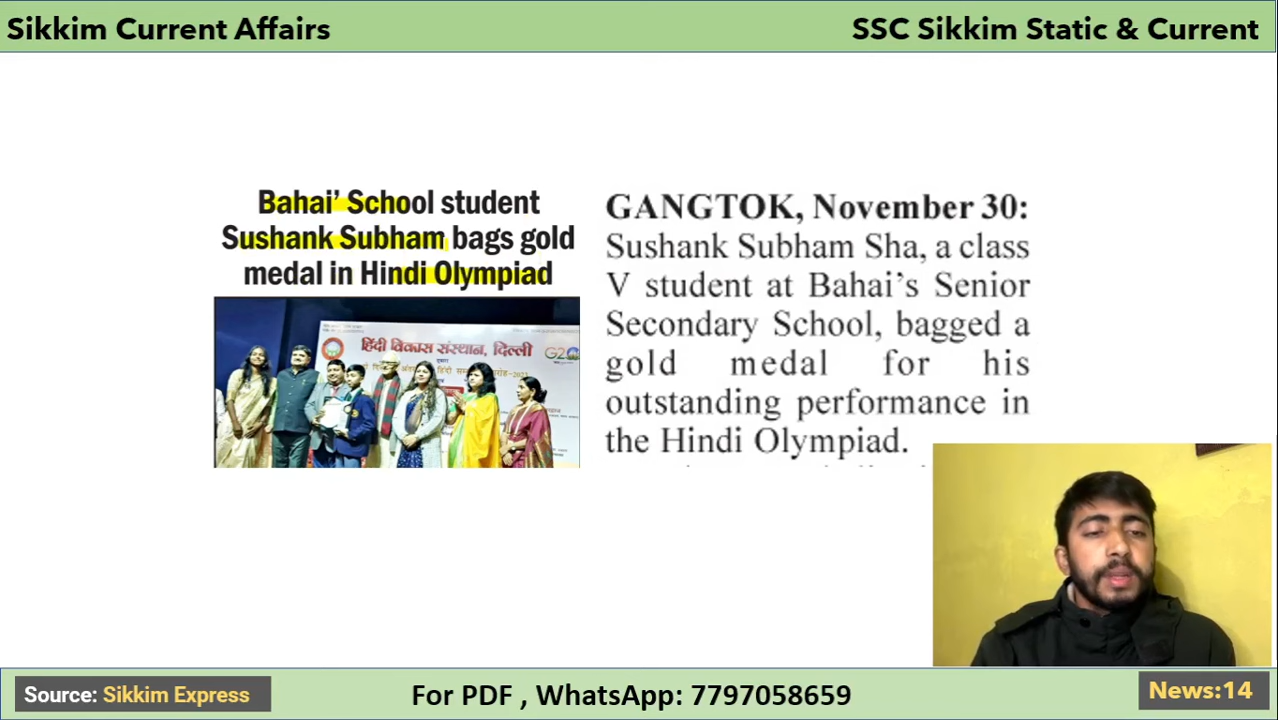 Sikkim Current Affairs
SSC Sikkim Static & Current
Bahai' School student
Sushank Subham bags gold
medal in Hindi Olympiad
हिंदी विकास संस्थान, दिल्ली
G20
GANGTOK, November 30:
Sushank Subham Sha, a class
V student at Bahai's Senior
Secondary School, bagged a
gold medal for his
outstanding performance in
the Hindi Olympiad.
Source: Sikkim Express
For PDF , WhatsApp: 7797058659
News:14